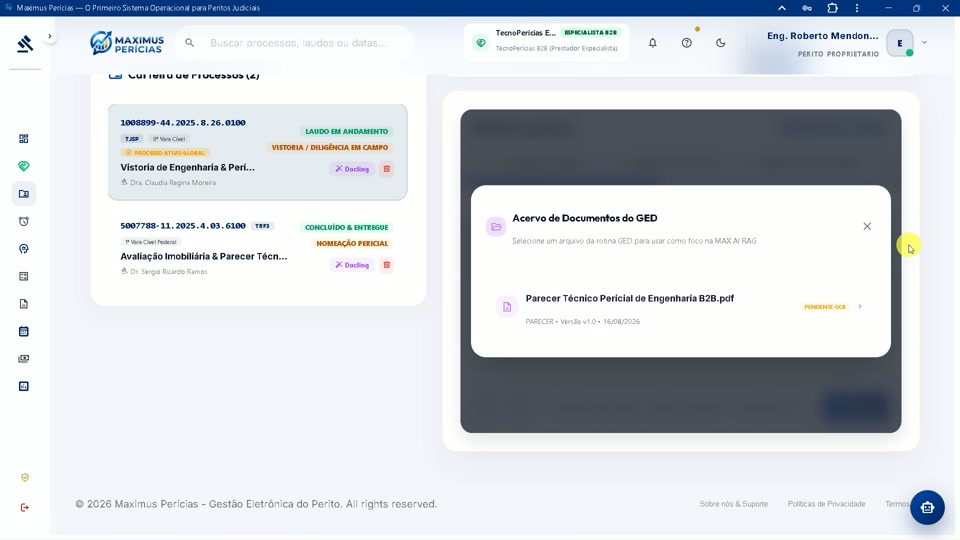 Maximus Perícias — O Primeiro Sistema Operacional para Peritos Judiciais
MAXIMUS
PERÍCIAS
Buscar processos, laudos ou datas...
TecnoPerícias E... ESPECIALISTA B2B
TecnoPerícias B2B (Prestador Especialista)
Eng. Roberto Mendon...
PERITO PROPRIETARIO
E
Carteira de Processos (2)
1008899-44.2025.8.26.0100
TJSP
8ª Vara Cível
PROCESSO ATIVO GLOBAL
LAUDO EM ANDAMENTO
VISTORIA / DILIGÊNCIA EM CAMPO
Vistoria de Engenharia & Perí...
Docling
Dra. Claudia Regina Moreira
5007788-11.2025.4.03.6100 TRF3
1ª Vara Cível Federal
CONCLUÍDO & ENTREGUE
NOMEAÇÃO PERICIAL
Avaliação Imobiliária & Parecer Técn...
Docling
Dr. Sergio Ricardo Ramos
Acervo de Documentos do GED
Selecione um arquivo da rotina GED para usar como foco na MAX AI RAG
Parecer Técnico Pericial de Engenharia B2B.pdf
PARECER • Versão v1.0 • 16/08/2026
PENDENTE OCR
© 2026 Maximus Perícias - Gestão Eletrônica do Perito. All rights reserved.
Sobre nós & Suporte
Políticas de Privacidade
Termos